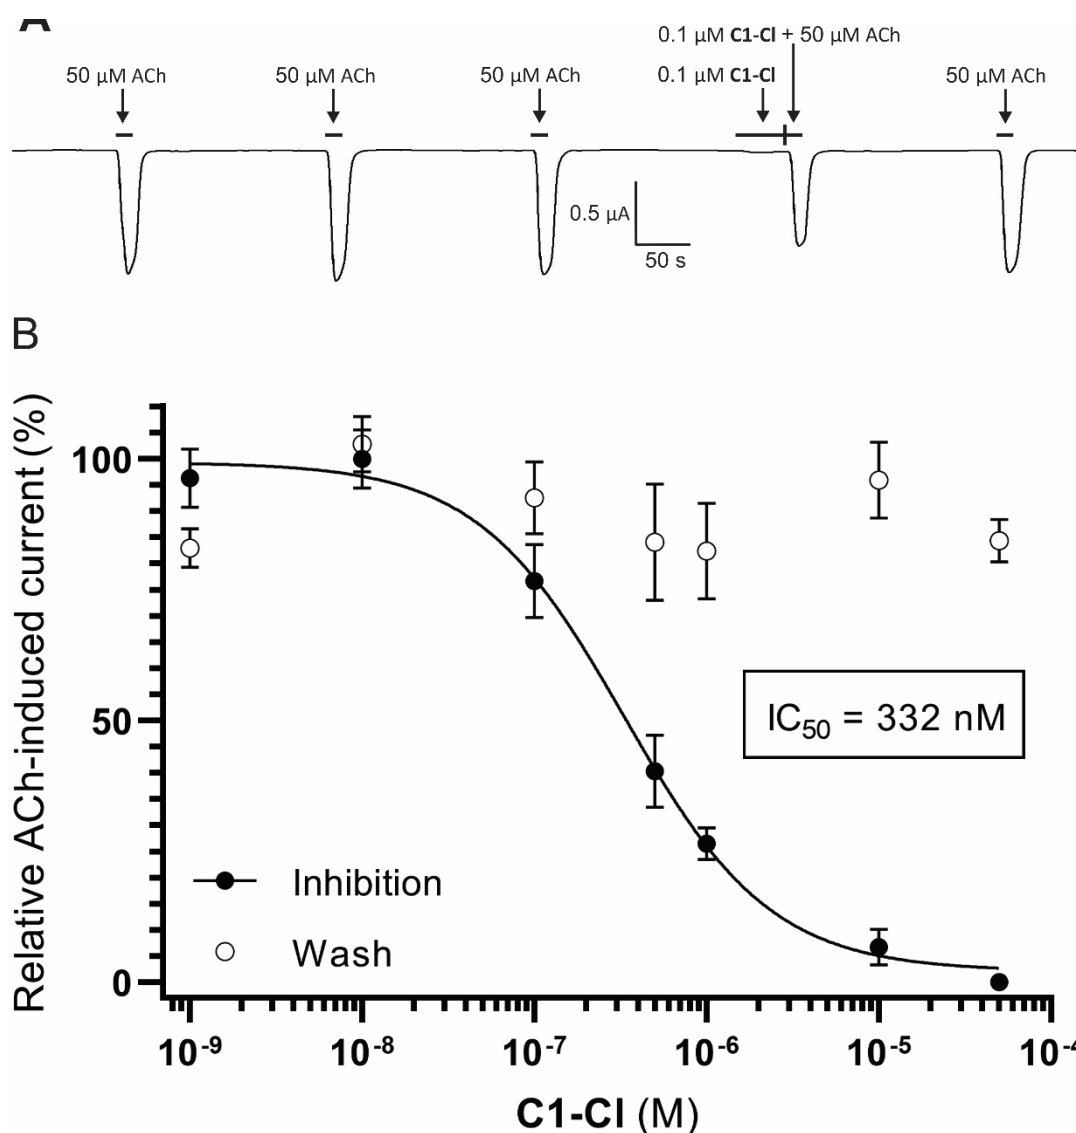 A
0.1 µM C1-Cl + 50 µM ACh
50 µM ACh 50 µM ACh 50 µM ACh 0.1 µM C1-Cl 50 µM ACh
0.5 µA
50 s
B
Relative ACh-induced current (%)
100
50
0
IC₅₀ = 332 nM
Inhibition
Wash
10⁻⁹ 10⁻⁸ 10⁻⁷ 10⁻⁶ 10⁻⁵ 10⁻⁴
C1-Cl (M)